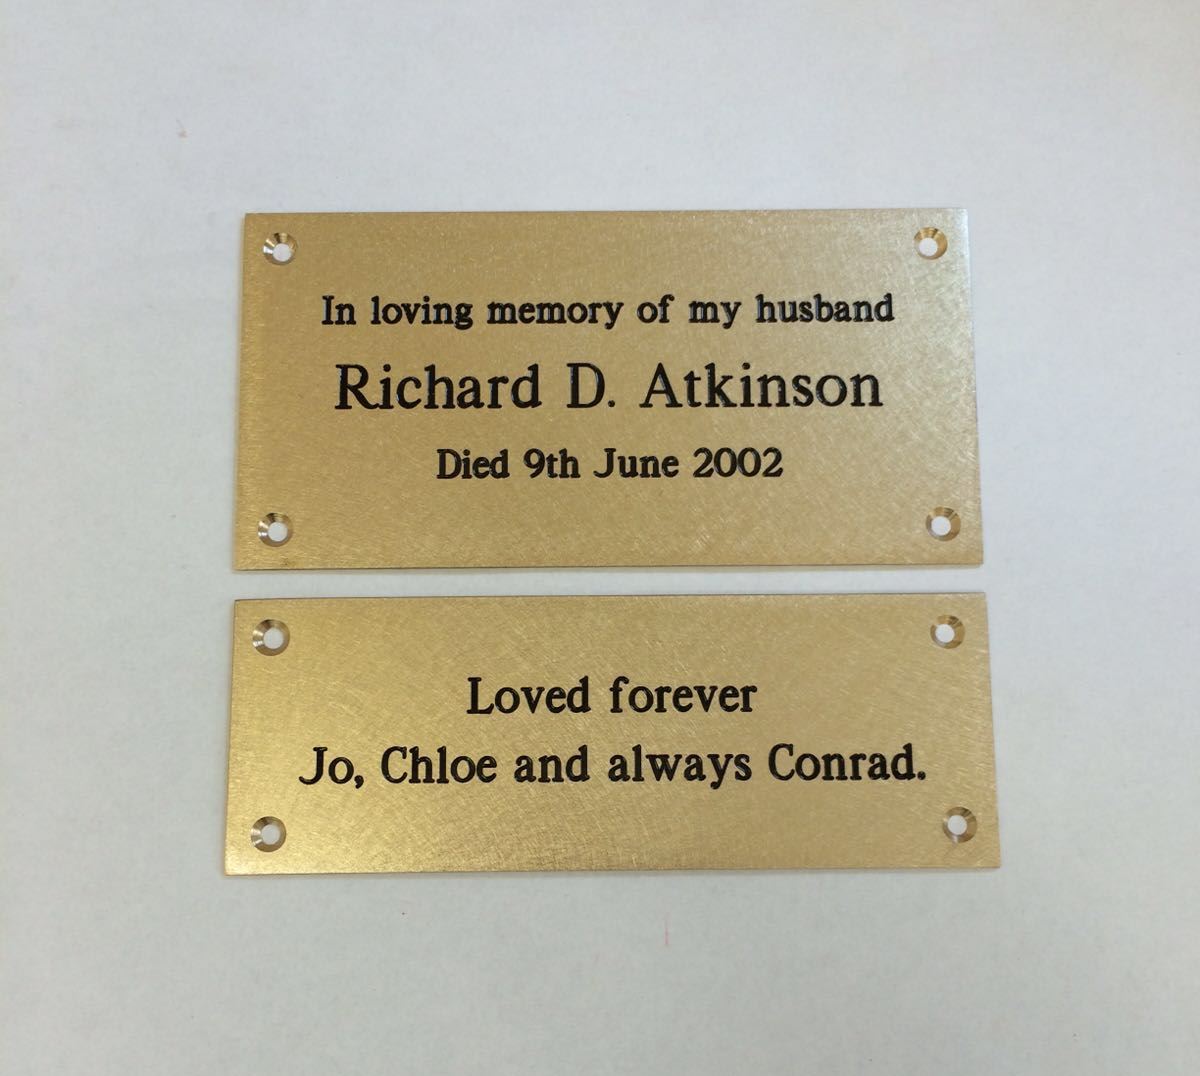 In loving memory of my husband
Richard D. Atkinson
Died 9th June 2002
Loved forever
Jo, Chloe and always Conrad.